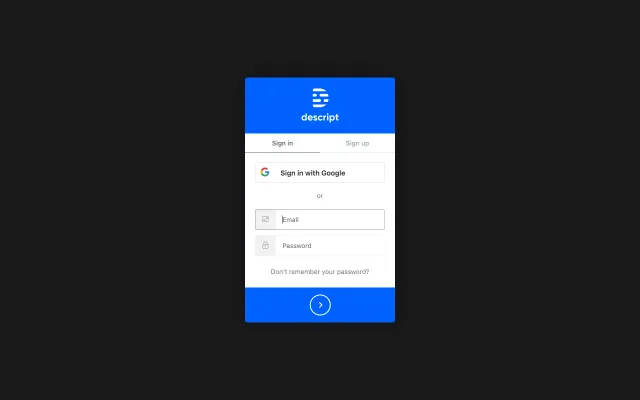 descript
Sign in
Sign up
Sign in with Google
or
Email
Password
Don't remember your password?